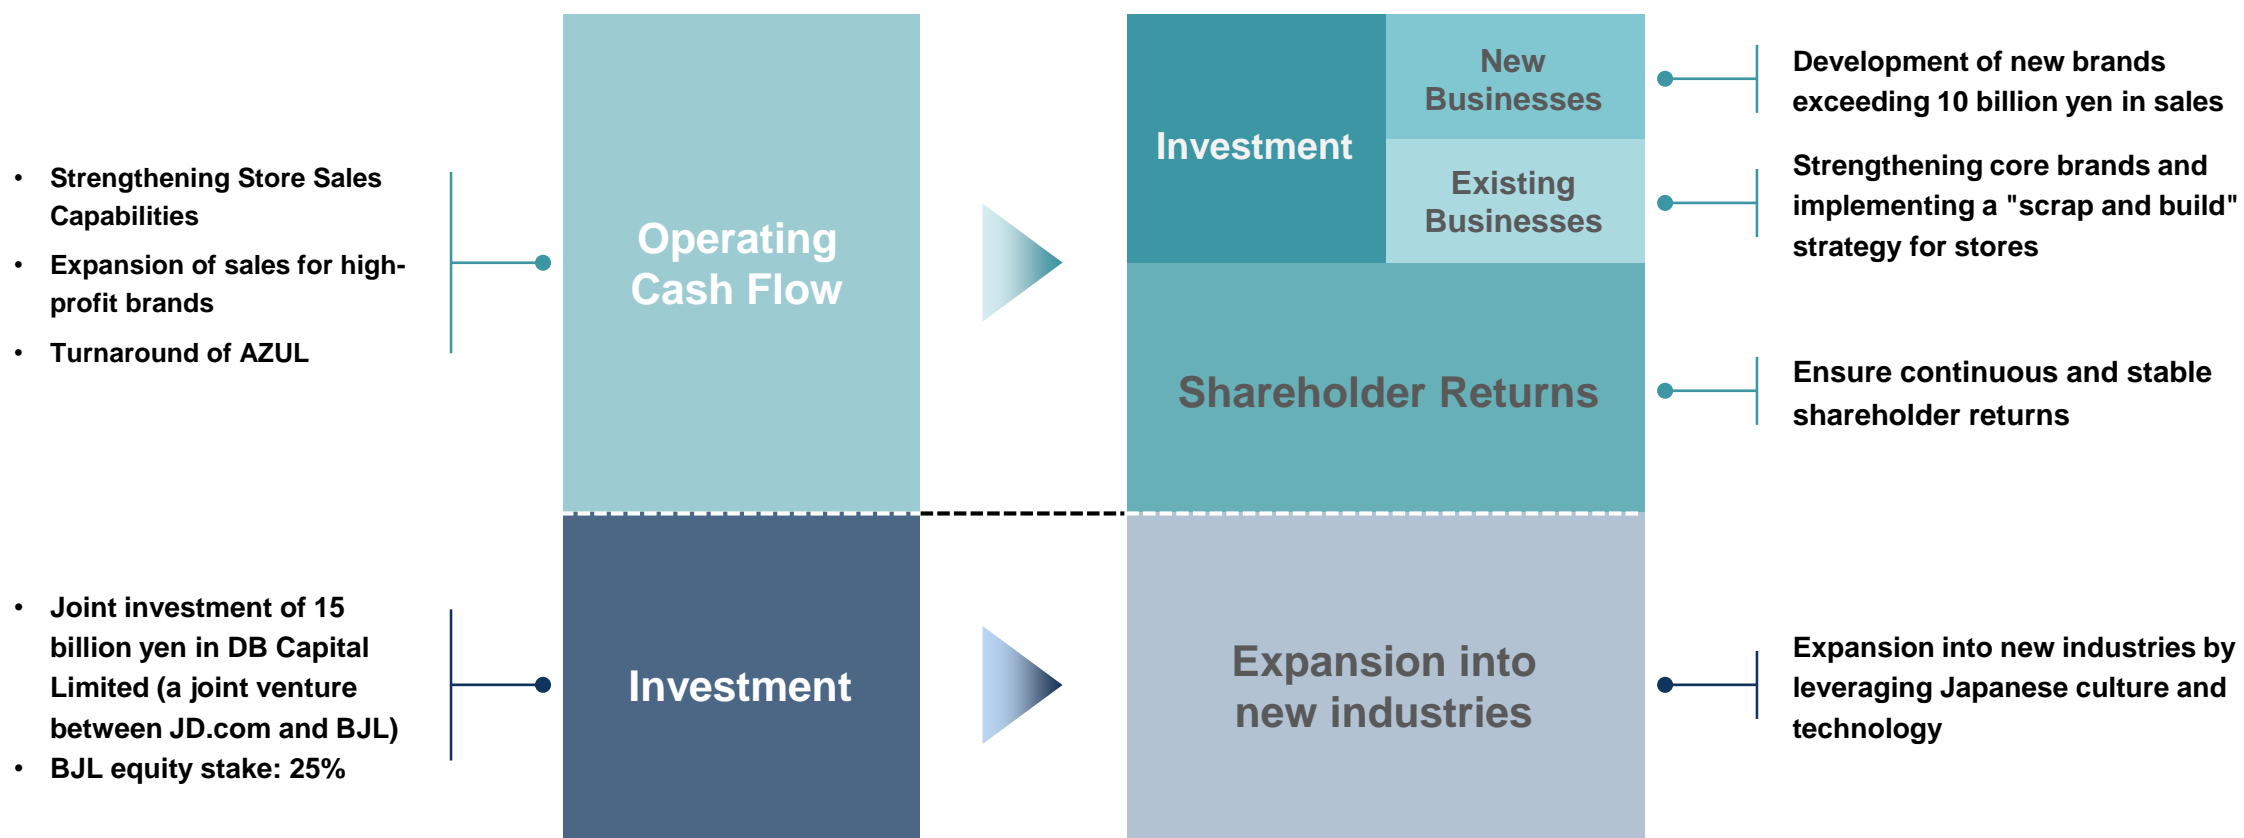 • Strengthening Store Sales
Capabilities
• Expansion of sales for high-
profit brands
• Turnaround of AZUL
Operating
Cash Flow
Investment
New
Businesses
Existing
Businesses
Shareholder Returns
Development of new brands
exceeding 10 billion yen in sales
Strengthening core brands and
implementing a "scrap and build"
strategy for stores
Ensure continuous and stable
shareholder returns
• Joint investment of 15
billion yen in DB Capital
Limited (a joint venture
between JD.com and BJL)
• BJL equity stake: 25%
Investment
Expansion into
new industries
Expansion into new industries by
leveraging Japanese culture and
technology